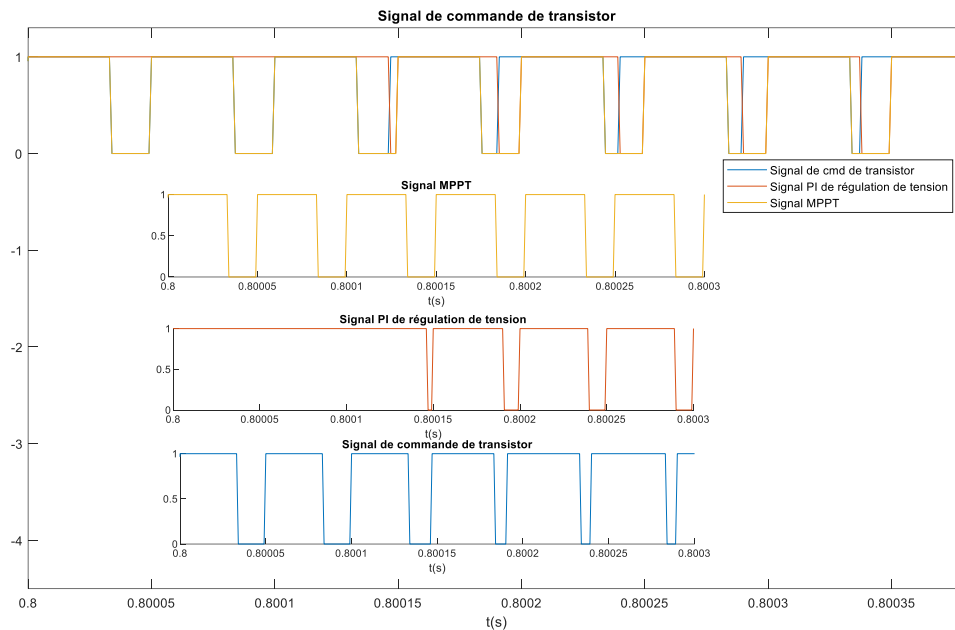 Signal de commande de transistor
1
0
-1
-2
-3
-4
Signal de cmd de transistor
Signal PI de régulation de tension
Signal MPPT
Signal MPPT
1
0.5
0
0.8 0.80005 0.8001 0.80015 0.8002 0.80025 0.8003
t(s)
Signal PI de régulation de tension
1
0.5
0
0.8 0.80005 0.8001 0.80015 0.8002 0.80025 0.8003
t(s)
Signal de commande de transistor
1
0.5
0
0.8 0.80005 0.8001 0.80015 0.8002 0.80025 0.8003
t(s)
0.8 0.80005 0.8001 0.80015 0.8002 0.80025 0.8003 0.80035
t(s)